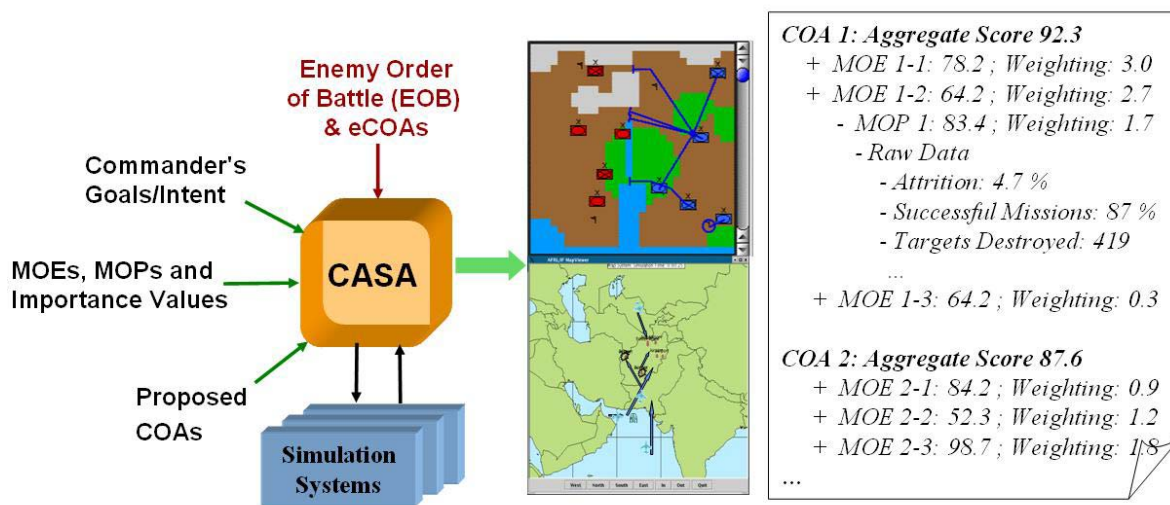 Enemy Order
of Battle (EOB)
& eCOAs
Commander's
Goals/Intent
MOEs, MOPs and
Importance Values
CASA
Proposed
COAs
Simulation
Systems
West North South East In Out Quit
COA 1: Aggregate Score 92.3
+ MOE 1-1: 78.2 ; Weighting: 3.0
+ MOE 1-2: 64.2 ; Weighting: 2.7
- MOP 1: 83.4 ; Weighting: 1.7
- Raw Data
- Attrition: 4.7 %
- Successful Missions: 87 %
- Targets Destroyed: 419
...
+ MOE 1-3: 64.2 ; Weighting: 0.3
COA 2: Aggregate Score 87.6
+ MOE 2-1: 84.2 ; Weighting: 0.9
+ MOE 2-2: 52.3 ; Weighting: 1.2
+ MOE 2-3: 98.7 ; Weighting: 1.8
...